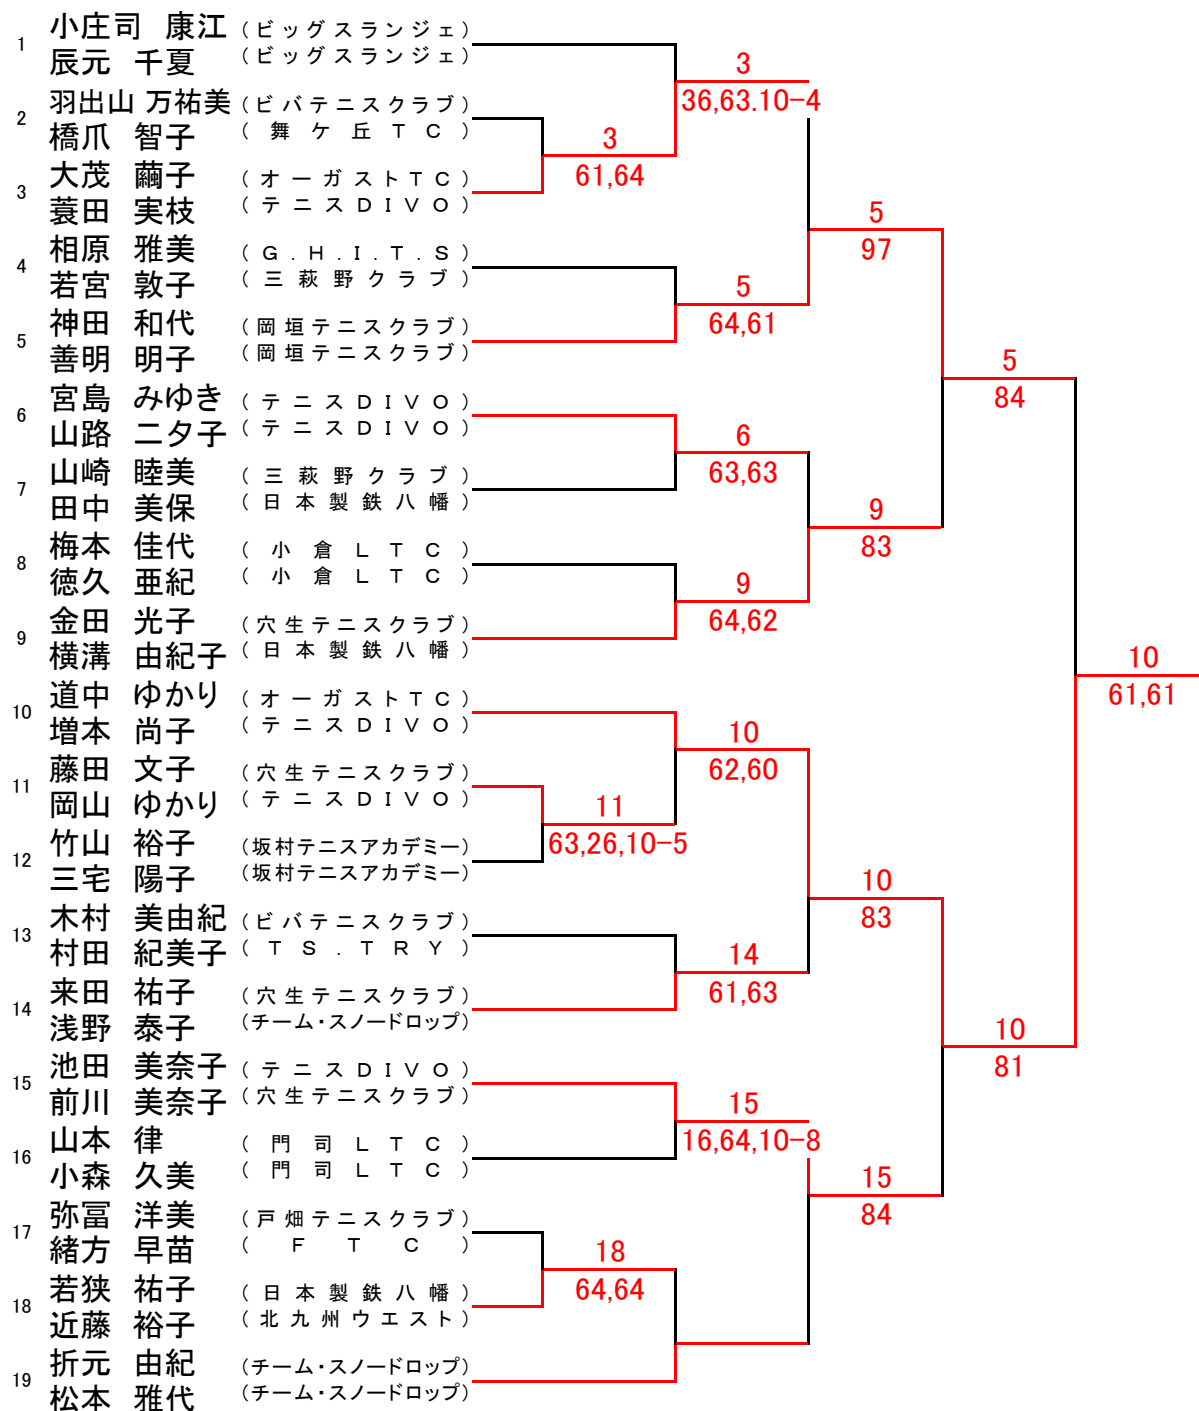 1
小庄司 康江 (ビッグスランジェ)
辰元 千夏 (ビッグスランジェ)
2
羽出山 万祐美 (ビバテニスクラブ)
橋爪 智子 (舞ケ丘TC)
3
大茂 繭子 (オーガストTC)
蓑田 実枝 (テニスDIVO)
4
相原 雅美 (G.H.I.T.S)
若宮 敦子 (三萩野クラブ)
5
神田 和代 (岡垣テニスクラブ)
善明 明子 (岡垣テニスクラブ)
6
宮島 みゆき (テニスDIVO)
山路 二夕子 (テニスDIVO)
7
山崎 睦美 (三萩野クラブ)
田中 美保 (日本製鉄八幡)
8
梅本 佳代 (小倉LTC)
徳久 亜紀 (小倉LTC)
9
金田 光子 (穴生テニスクラブ)
横溝 由紀子 (日本製鉄八幡)
10
道中 ゆかり (オーガストTC)
増本 尚子 (テニスDIVO)
11
藤田 文子 (穴生テニスクラブ)
岡山 ゆかり (テニスDIVO)
12
竹山 裕子 (坂村テニスアカデミー)
三宅 陽子 (坂村テニスアカデミー)
13
木村 美由紀 (ビバテニスクラブ)
村田 紀美子 (TS.TRY)
14
来田 祐子 (穴生テニスクラブ)
浅野 泰子 (チーム・スノードロップ)
15
池田 美奈子 (テニスDIVO)
前川 美奈子 (穴生テニスクラブ)
16
山本 律 (門司LTC)
小森 久美 (門司LTC)
17
弥冨 洋美 (戸畑テニスクラブ)
緒方 早苗 (FTC)
18
若狭 祐子 (日本製鉄八幡)
近藤 裕子 (北九州ウエスト)
19
折元 由紀 (チーム・スノードロップ)
松本 雅代 (チーム・スノードロップ)
3
61,64
11
63,26,10-5
18
64,64
3
36,63.10-4
5
64,61
6
63,63
9
64,62
10
62,60
14
61,63
15
16,64,10-8
5
97
9
83
10
83
15
84
5
84
10
81
10
61,61